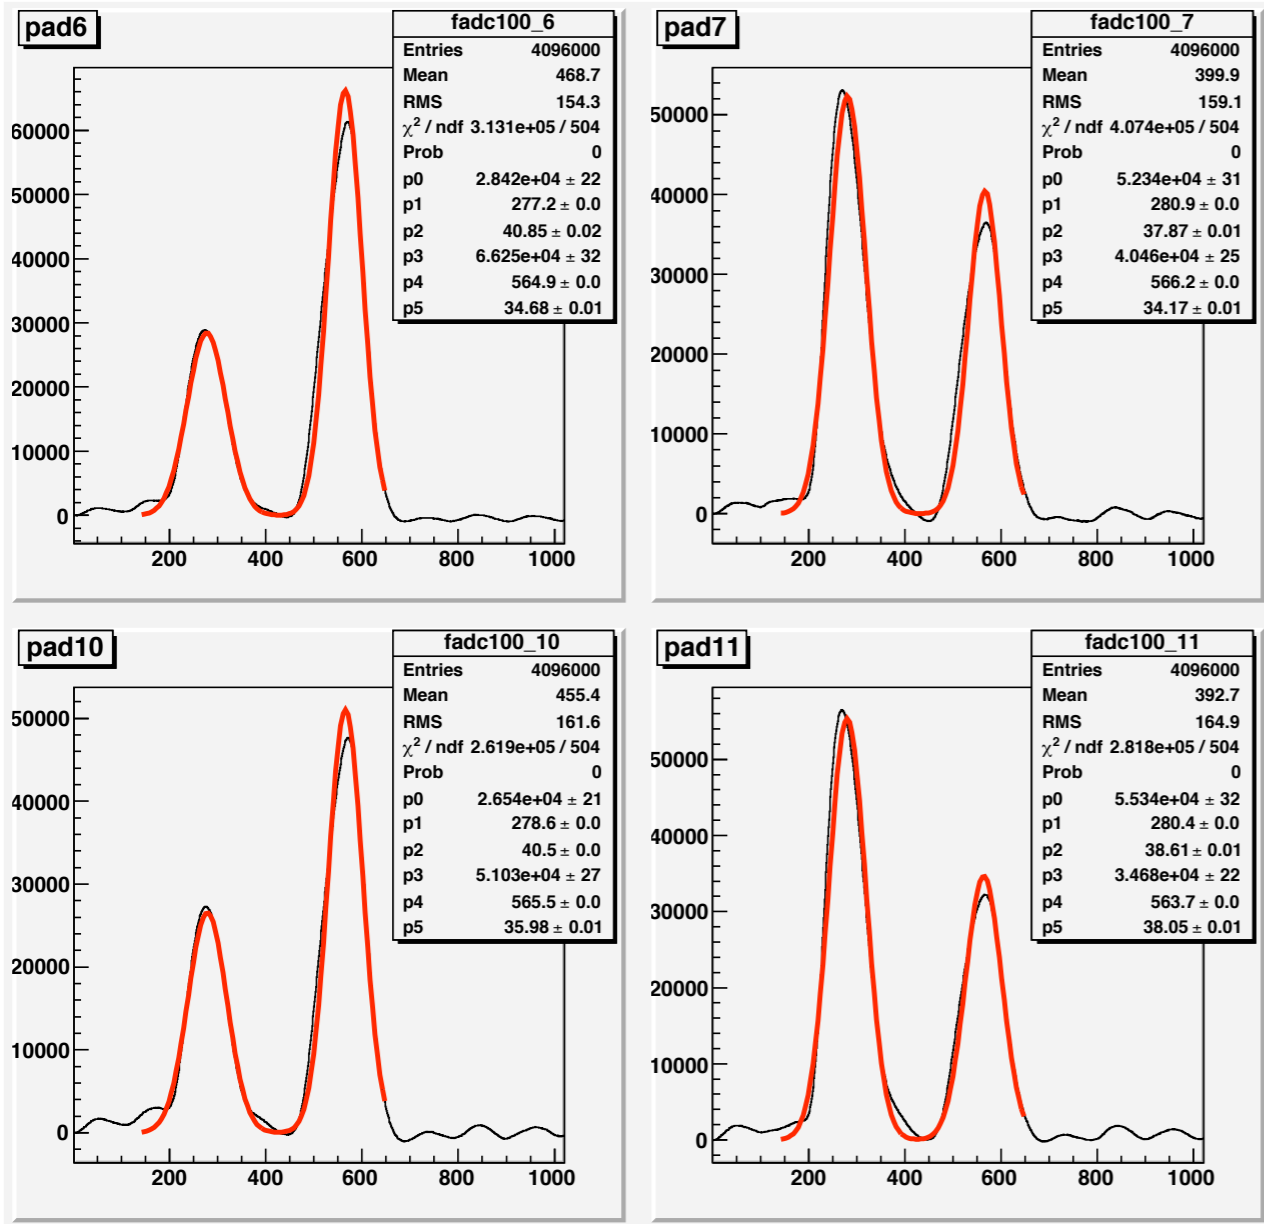 pad6
fadc100_6
Entries 4096000
Mean 468.7
RMS 154.3
χ² / ndf 3.131e+05 / 504
Prob 0
p0 2.842e+04 ± 22
p1 277.2 ± 0.0
p2 40.85 ± 0.02
p3 6.625e+04 ± 32
p4 564.9 ± 0.0
p5 34.68 ± 0.01
60000
50000
40000
30000
20000
10000
0
200 400 600 800 1000
pad7
fadc100_7
Entries 4096000
Mean 399.9
RMS 159.1
χ² / ndf 4.074e+05 / 504
Prob 0
p0 5.234e+04 ± 31
p1 280.9 ± 0.0
p2 37.87 ± 0.01
p3 4.046e+04 ± 25
p4 566.2 ± 0.0
p5 34.17 ± 0.01
50000
40000
30000
20000
10000
0
200 400 600 800 1000
pad10
fadc100_10
Entries 4096000
Mean 455.4
RMS 161.6
χ² / ndf 2.619e+05 / 504
Prob 0
p0 2.654e+04 ± 21
p1 278.6 ± 0.0
p2 40.5 ± 0.0
p3 5.103e+04 ± 27
p4 565.5 ± 0.0
p5 35.98 ± 0.01
50000
40000
30000
20000
10000
0
200 400 600 800 1000
pad11
fadc100_11
Entries 4096000
Mean 392.7
RMS 164.9
χ² / ndf 2.818e+05 / 504
Prob 0
p0 5.534e+04 ± 32
p1 280.4 ± 0.0
p2 38.61 ± 0.01
p3 3.468e+04 ± 22
p4 563.7 ± 0.0
p5 38.05 ± 0.01
50000
40000
30000
20000
10000
0
200 400 600 800 1000